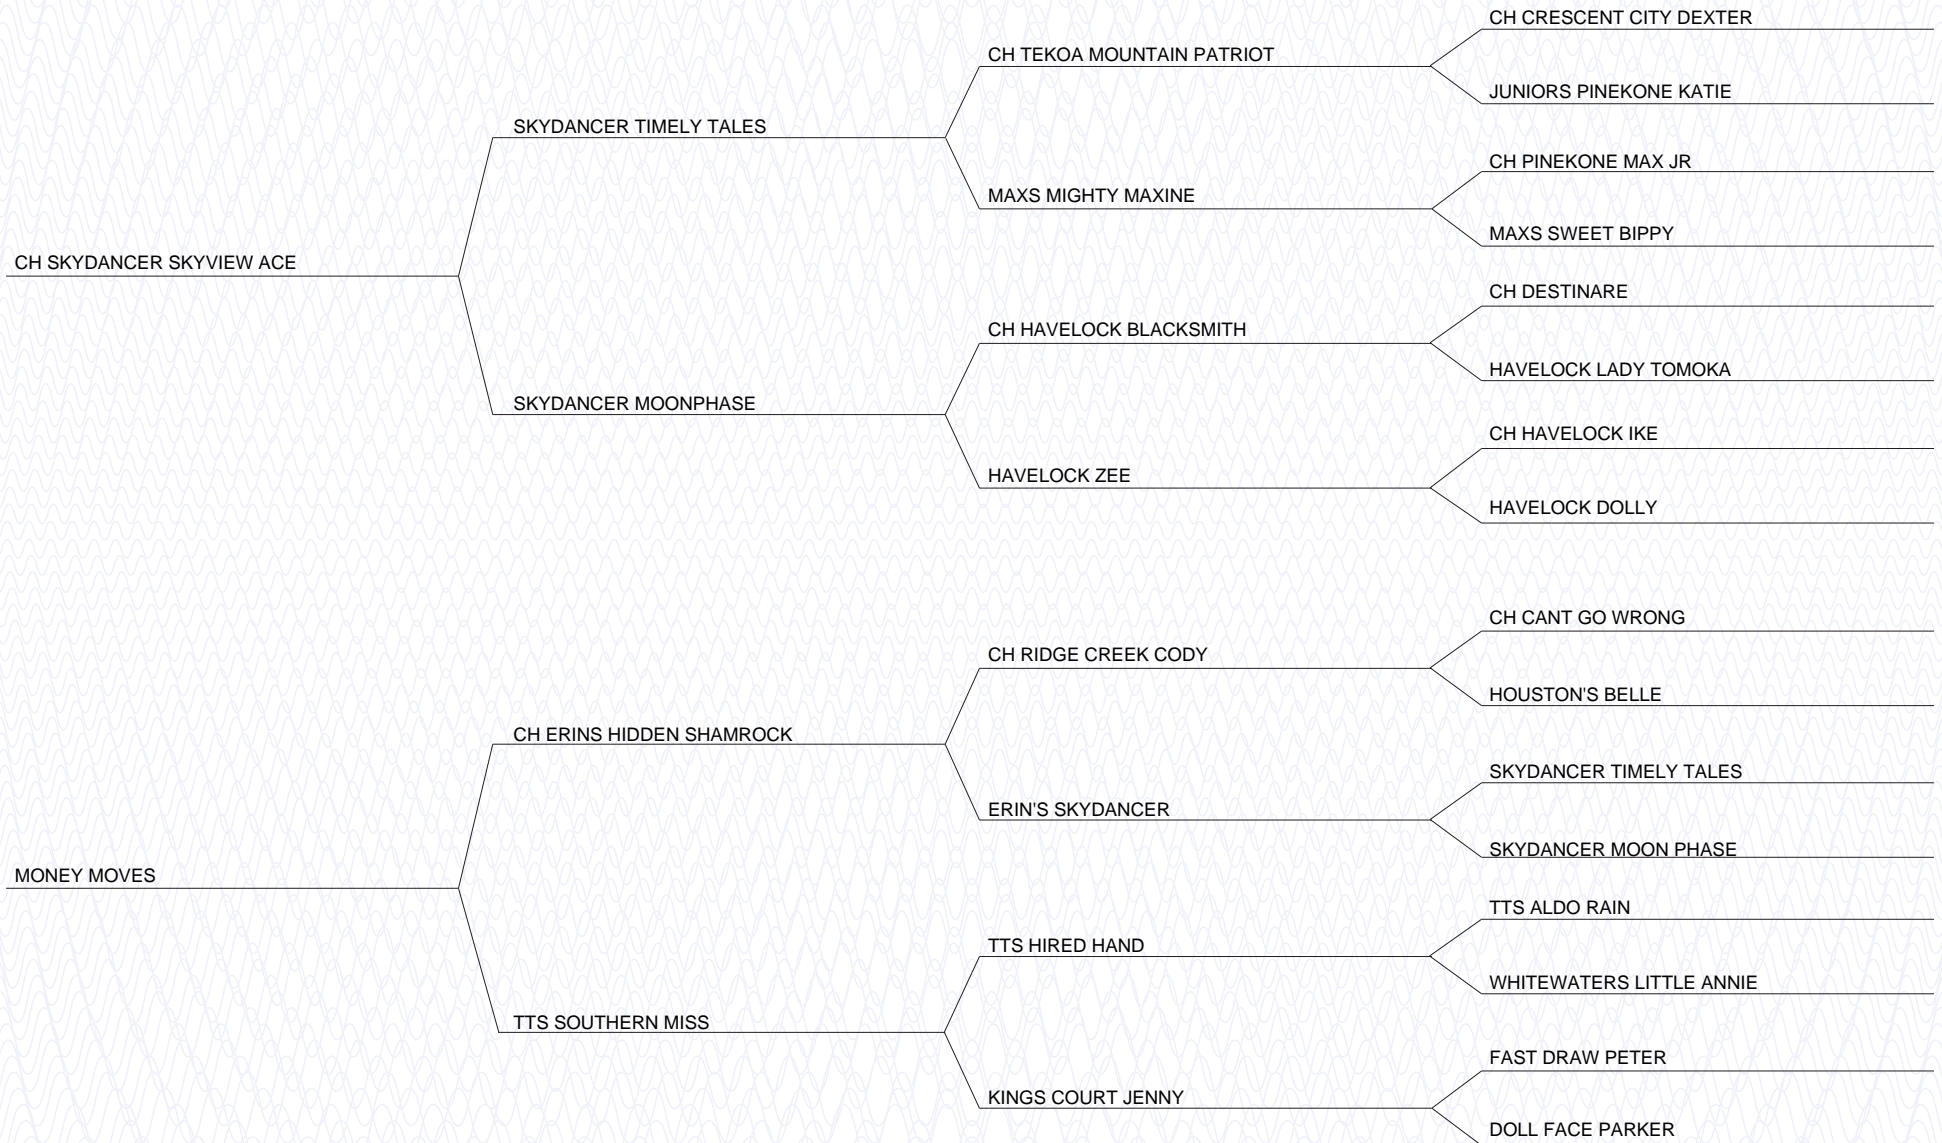 CH CRESCENT CITY DEXTER
CH TEKOA MOUNTAIN PATRIOT
JUNIORS PINEKONE KATIE
SKYDANCER TIMELY TALES
CH PINEKONE MAX JR
MAXS MIGHTY MAXINE
MAXS SWEET BIPPY
CH SKYDANCER SKYVIEW ACE
CH DESTINARE
CH HAVELOCK BLACKSMITH
HAVELOCK LADY TOMOKA
SKYDANCER MOONPHASE
CH HAVELOCK IKE
HAVELOCK ZEE
HAVELOCK DOLLY
CH CANT GO WRONG
CH RIDGE CREEK CODY
HOUSTON'S BELLE
CH ERINS HIDDEN SHAMROCK
SKYDANCER TIMELY TALES
ERIN'S SKYDANCER
SKYDANCER MOON PHASE
MONEY MOVES
TTS ALDO RAIN
TTS HIRED HAND
WHITEWATERS LITTLE ANNIE
TTS SOUTHERN MISS
FAST DRAW PETER
KINGS COURT JENNY
DOLL FACE PARKER